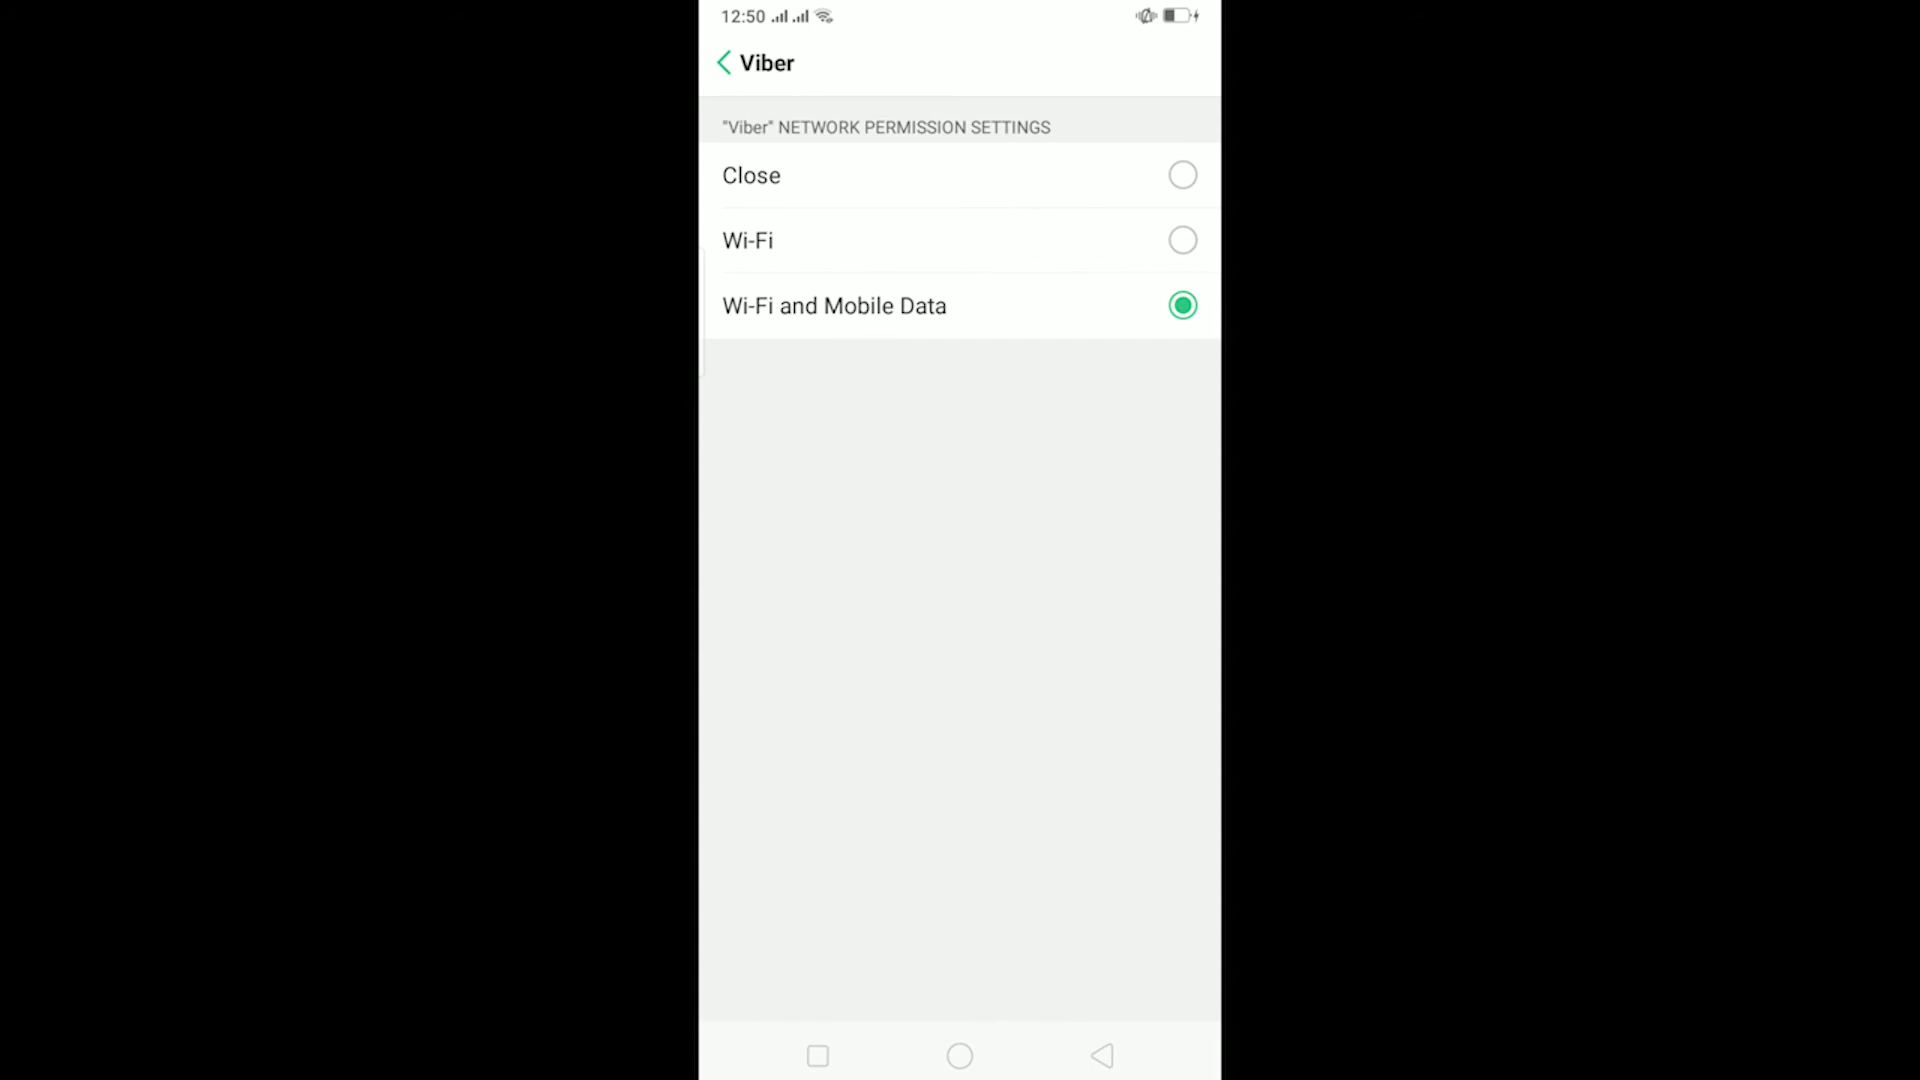 12:50
Viber
"Viber" NETWORK PERMISSION SETTINGS
Close
Wi-Fi
Wi-Fi and Mobile Data